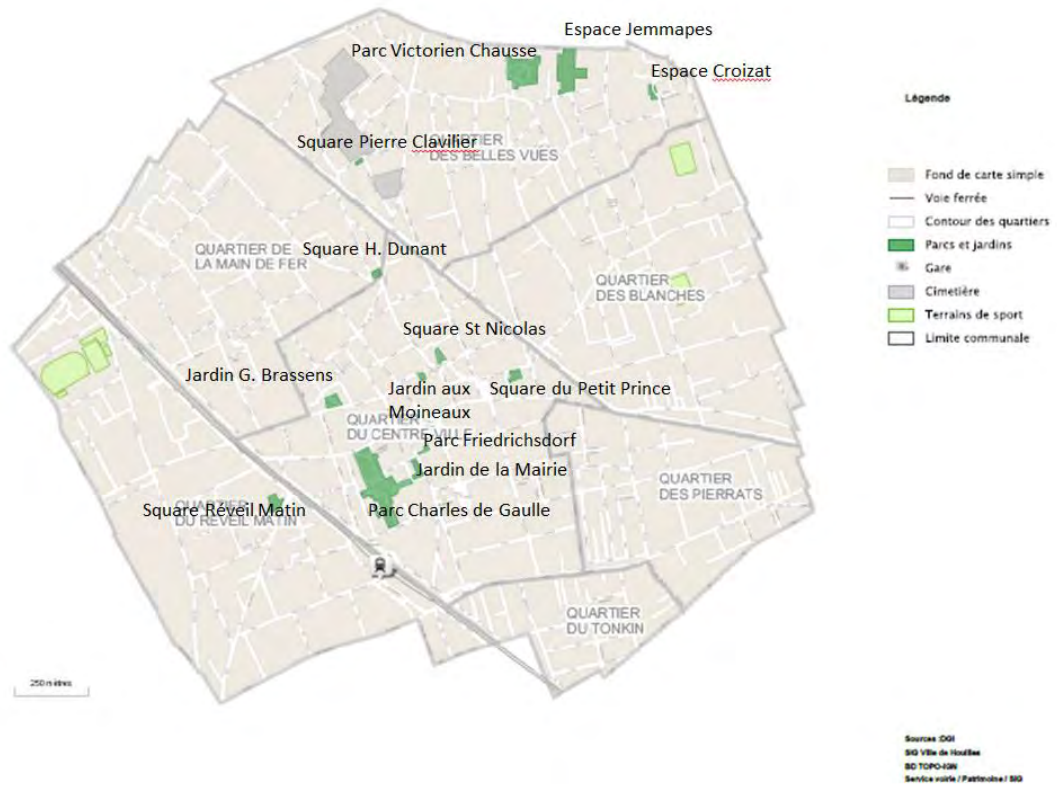 Espace Jemmapes
Parc Victorien Chausse
Espace Croizat
Square Pierre Clavilier
QUARTIER
DES BELLES VUES
QUARTIER DE
LA MAIN DE FER
Square H. Dunant
QUARTIER
DES BLANCHES
Square St Nicolas
Jardin G. Brassens
Jardin aux
Moineaux
Square du Petit Prince
QUARTIER
DU CENTRE VILLE
Parc Friedrichsdorf
Jardin de la Mairie
QUARTIER
DES PIERRATS
QUARTIER
DU RÉVEIL MATIN
Square Réveil Matin
Parc Charles de Gaulle
QUARTIER
DU TONKIN
250 mètres
Légende
Fond de carte simple
Voie ferrée
Contour des quartiers
Parcs et jardins
Gare
Cimetière
Terrains de sport
Limite communale
Sources :DGI
SIG Ville de Houilles
BD TOPO-IGN
Service voirie / Patrimoine / SIG